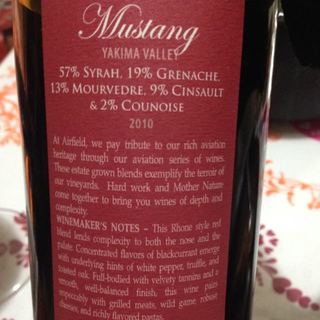 Mustang
YAKIMA VALLEY
57% SYRAH, 19% GRENACHE,
13% MOURVEDRE, 9% CINSAULT
& 2% COUNOISE
2010
At Airfield, we pay tribute to our rich aviation
heritage through our aviation series of wines.
These estate grown blends exemplify the terroir of
our vineyards. Hard work and Mother Nature
come together to bring you wines of depth and
complexity.
WINEMAKER'S NOTES – This Rhone style red
blend lends complexity to both the nose and the
palate. Concentrated flavors of blackcurrant emerge
with underlying hints of white pepper, truffle, and
toasted oak. Full-bodied with velvety tannins and a
smooth, well-balanced finish, this wine pairs
impeccably with grilled meats, wild game robust
cheeses, and richly flavored pastas.